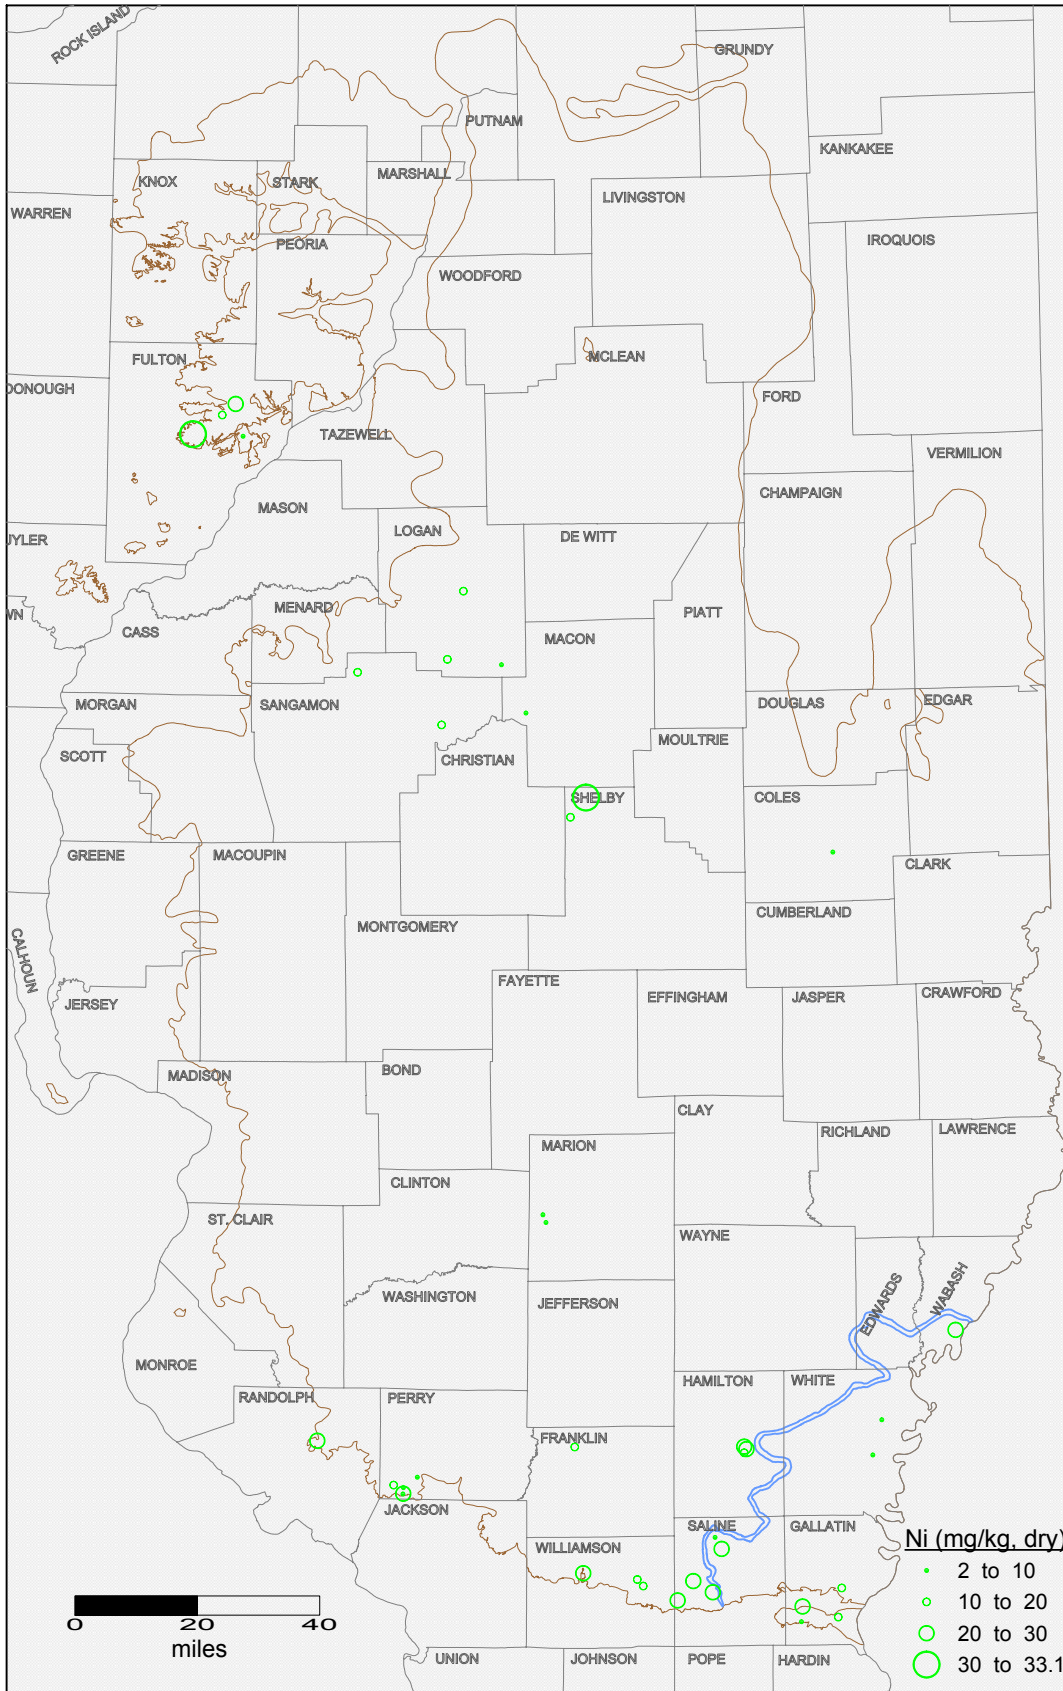 ROCK ISLAND
GRUNDY
PUTNAM
KANKAKEE
KNOX
STARK
MARSHALL
WARREN
LIVINGSTON
PEORIA
IROQUOIS
WOODFORD
FULTON
MCLEAN
DONOUGH
FORD
TAZEWELL
VERMILION
CHAMPAIGN
MASON
LOGAN
DE WITT
UYLER
MENARD
PIATT
WN
CASS
MACON
MORGAN
SANGAMON
DOUGLAS
EDGAR
MOULTRIE
SCOTT
CHRISTIAN
SHELBY
COLES
GREENE
MACOUPIN
CLARK
CUMBERLAND
MONTGOMERY
CALHOUN
FAYETTE
EFFINGHAM
JASPER
CRAWFORD
JERSEY
MADISON
BOND
CLAY
RICHLAND
LAWRENCE
MARION
CLINTON
ST. CLAIR
WAYNE
EDWARDS
WABASH
WASHINGTON
JEFFERSON
MONROE
HAMILTON
WHITE
RANDOLPH
PERRY
FRANKLIN
JACKSON
SALINE
GALLATIN
WILLIAMSON
Ni (mg/kg, dry)
2 to 10
10 to 20
20 to 30
30 to 33.1
0 20 40
miles
UNION
JOHNSON
POPE
HARDIN